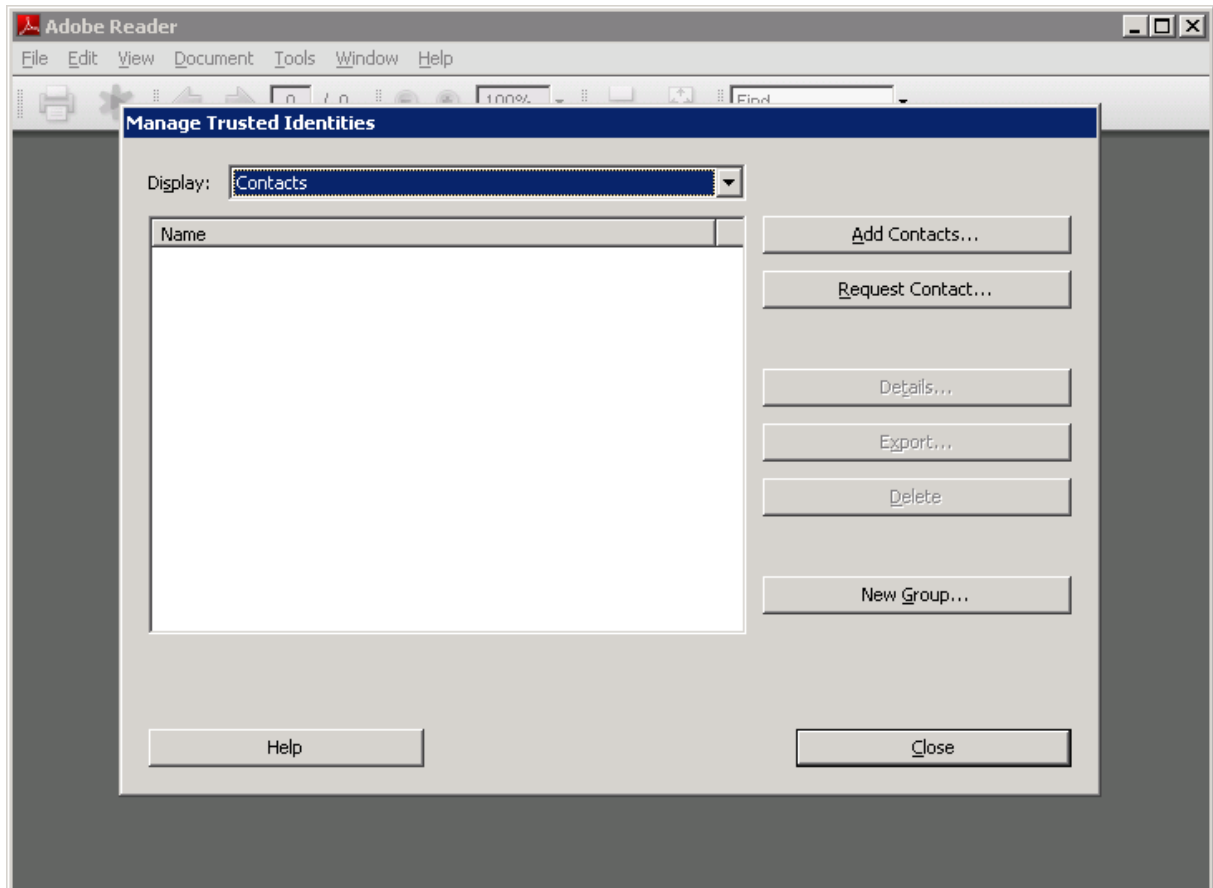 Adobe Reader
File Edit View Document Tools Window Help
0 / 0 100% Find
Manage Trusted Identities
Display: Contacts
Name
Add Contacts...
Request Contact...
Details...
Export...
Delete
New Group...
Help Close